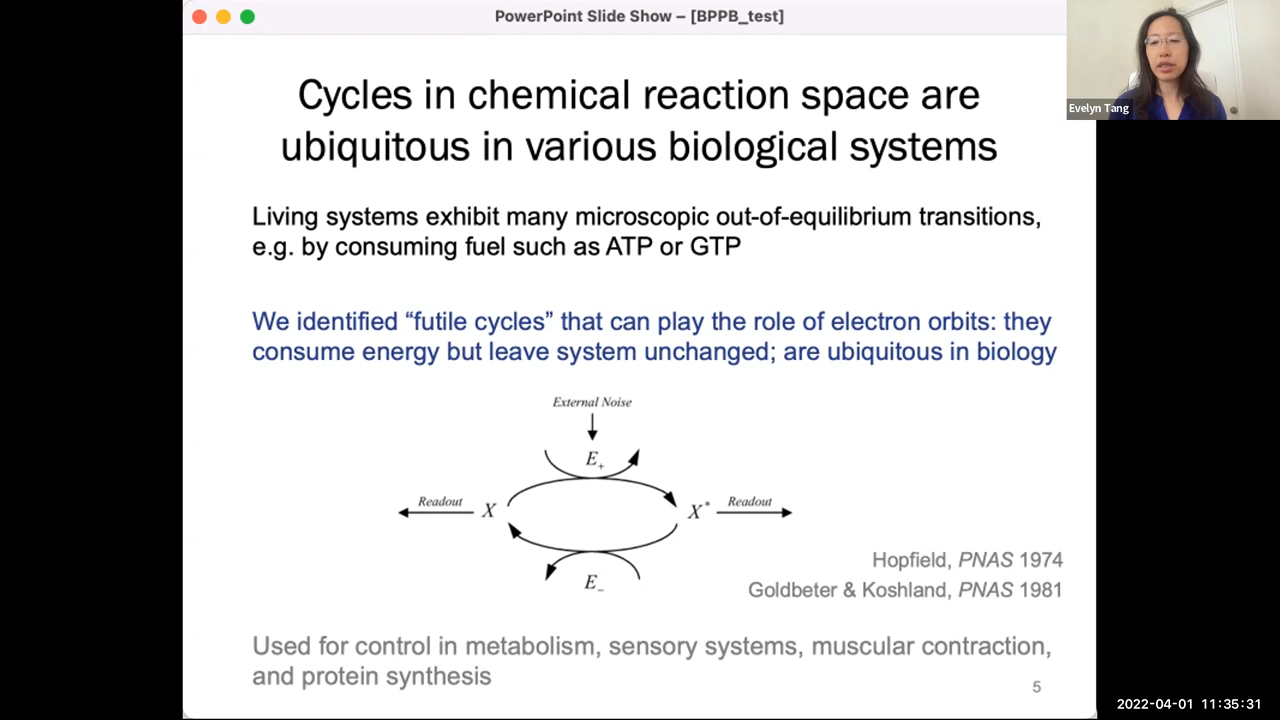 PowerPoint Slide Show – [BPPB_test]
Evelyn Tang
Cycles in chemical reaction space are
ubiquitous in various biological systems
Living systems exhibit many microscopic out-of-equilibrium transitions,
e.g. by consuming fuel such as ATP or GTP
We identified “futile cycles” that can play the role of electron orbits: they
consume energy but leave system unchanged; are ubiquitous in biology
External Noise
E₊
Readout X X* Readout
E₋
Hopfield, PNAS 1974
Goldbeter & Koshland, PNAS 1981
Used for control in metabolism, sensory systems, muscular contraction,
and protein synthesis
5
2022-04-01 11:35:31